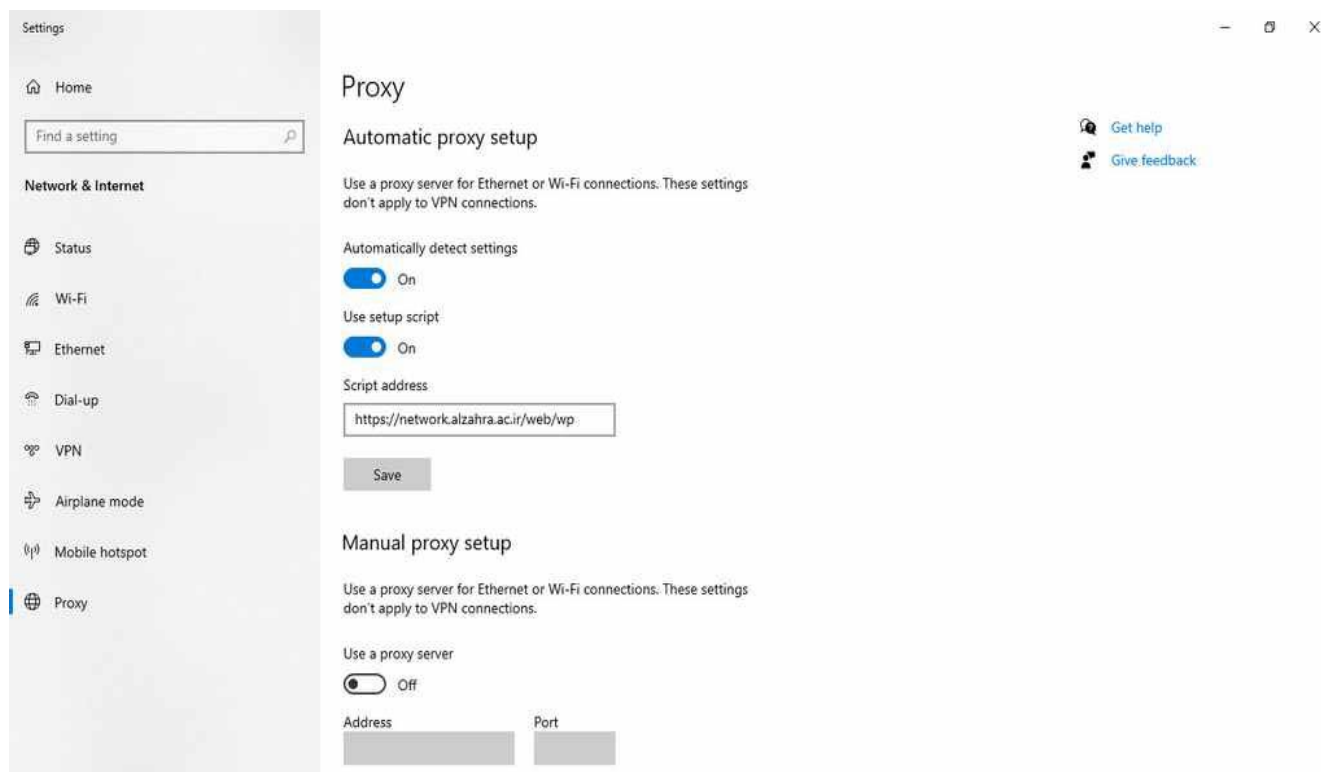 Settings
Home
Find a setting
Network & Internet
Status
Wi-Fi
Ethernet
Dial-up
VPN
Airplane mode
Mobile hotspot
Proxy
Proxy
Automatic proxy setup
Use a proxy server for Ethernet or Wi-Fi connections. These settings
don't apply to VPN connections.
Automatically detect settings
On
Use setup script
On
Script address
https://network.alzahra.ac.ir/web/wp
Save
Manual proxy setup
Use a proxy server for Ethernet or Wi-Fi connections. These settings
don't apply to VPN connections.
Use a proxy server
Off
Address Port
Get help
Give feedback